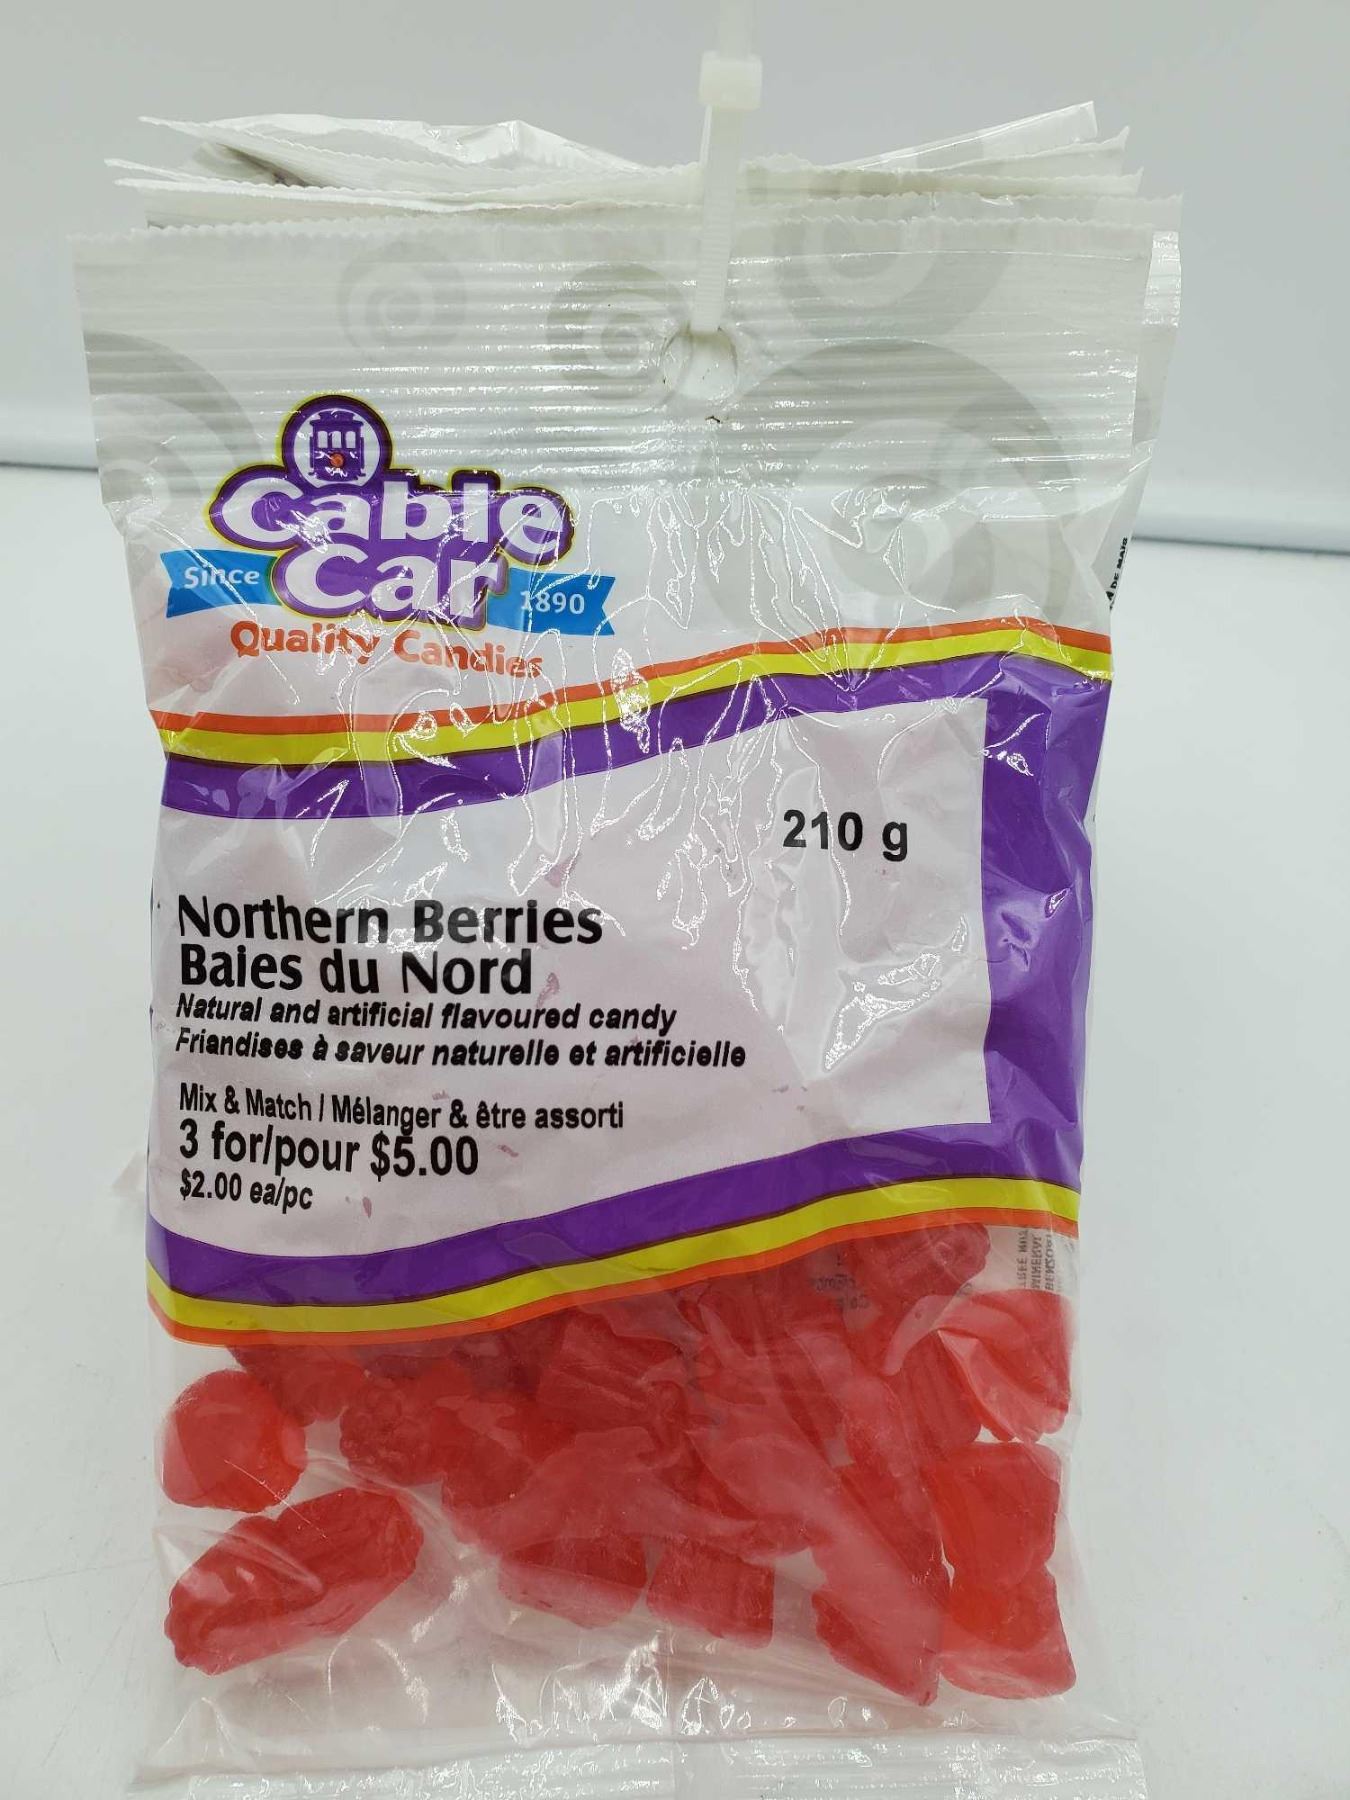 Cable
Since Car 1890
Quality Candies
210 g
Northern Berries
Baies du Nord
Natural and artificial flavoured candy
Friandises à saveur naturelle et artificielle
Mix & Match / Mélanger & être assorti
3 for/pour $5.00
$2.00 ea/pc